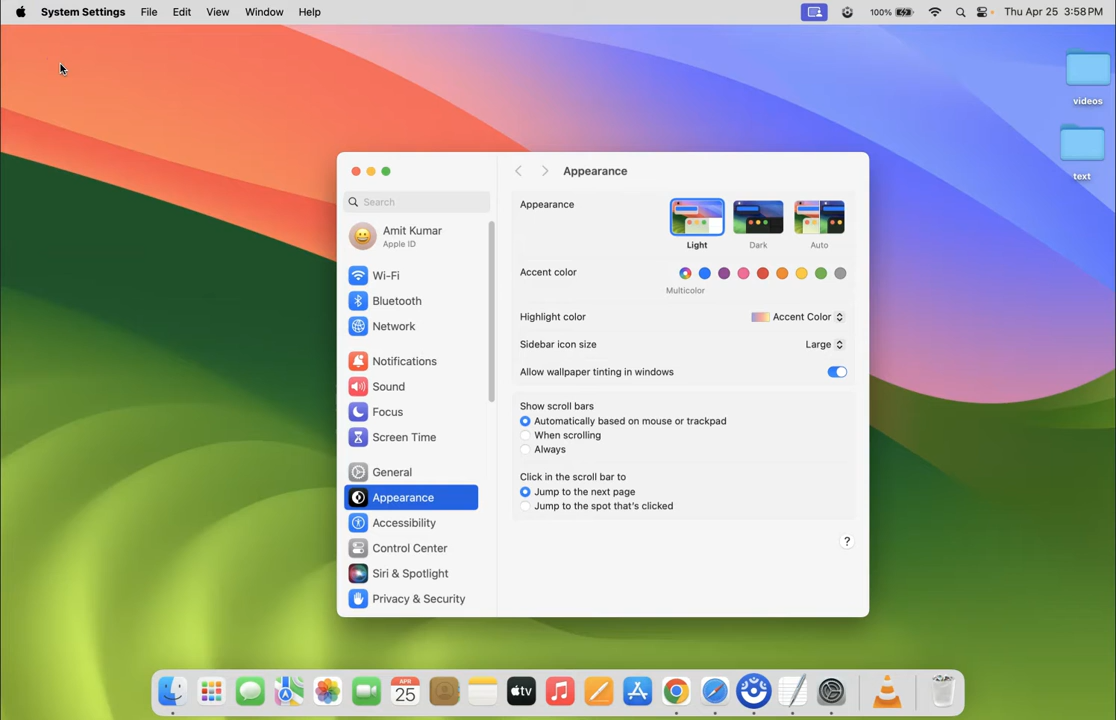 System Settings File Edit View Window Help 100% Thu Apr 25 3:58 PM
videos
text
Search
Amit Kumar
Apple ID
Wi-Fi
Bluetooth
Network
Notifications
Sound
Focus
Screen Time
General
Appearance
Accessibility
Control Center
Siri & Spotlight
Privacy & Security
Appearance
Appearance
Light Dark Auto
Accent color
Multicolor
Highlight color Accent Color
Sidebar icon size Large
Allow wallpaper tinting in windows
Show scroll bars
Automatically based on mouse or trackpad
When scrolling
Always
Click in the scroll bar to
Jump to the next page
Jump to the spot that's clicked
?
APR
25
tv